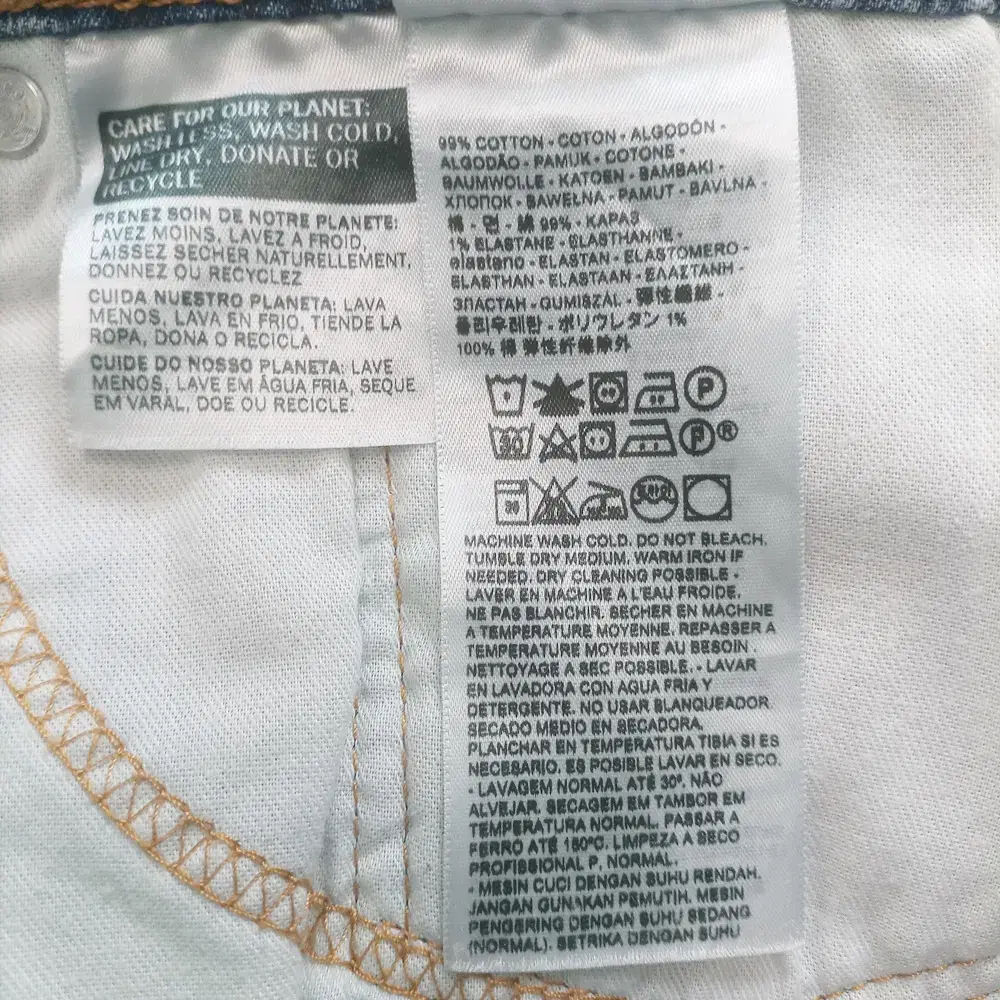 CARE FOR OUR PLANET:
WASH LESS, WASH COLD,
LINE DRY, DONATE OR
RECYCLE
PRENEZ SOIN DE NOTRE PLANETE:
LAVEZ MOINS, LAVEZ A FROID,
LAISSEZ SECHER NATURELLEMENT,
DONNEZ OU RECYCLEZ
CUIDA NUESTRO PLANETA: LAVA
MENOS, LAVA EN FRIO, TIENDE LA
ROPA, DONA O RECICLA.
CUIDE DO NOSSO PLANETA: LAVE
MENOS, LAVE EM ÁGUA FRIA, SEQUE
EM VARAL, DOE OU RECICLE.
99% COTTON - COTON - ALGODÓN -
ALGODÃO - PAMUK - COTONE -
BAUMWOLLE - KATOEN - BAMBAKI -
ХЛОПОК - BAWEŁNA - PAMUT - BAVLNA -
棉 - 면 - 綿 99% - KAPAS
1% ELASTANE - ELASTHANNE -
elastano - ELASTAN - ELASTOMERO -
ELASTHAN - ELASTAAN - ΕΛΑΣΤΑΝΗ -
ЭЛАСТАН - GUMISZÁL - 弾性繊維 -
폴리우레탄 - ポリウレタン 1%
100% 棉 弹性纤维除外
P
30
P®
30
MACHINE WASH COLD. DO NOT BLEACH.
TUMBLE DRY MEDIUM. WARM IRON IF
NEEDED. DRY CLEANING POSSIBLE -
LAVER EN MACHINE A L'EAU FROIDE.
NE PAS BLANCHIR. SECHER EN MACHINE
A TEMPERATURE MOYENNE. REPASSER A
TEMPERATURE MOYENNE AU BESOIN.
NETTOYAGE A SEC POSSIBLE. - LAVAR
EN LAVADORA CON AGUA FRIA Y
DETERGENTE. NO USAR BLANQUEADOR.
SECADO MEDIO EN SECADORA.
PLANCHAR EN TEMPERATURA TIBIA SI ES
NECESARIO. ES POSIBLE LAVAR EN SECO.
- LAVAGEM NORMAL ATÉ 30º. NÃO
ALVEJAR. SECAGEM EM TAMBOR EM
TEMPERATURA NORMAL. PASSAR A
FERRO ATÉ 150ºC. LIMPEZA A SECO
PROFISSIONAL P. NORMAL.
- MESIN CUCI DENGAN SUHU RENDAH.
JANGAN GUNAKAN PEMUTIH. MESIN
PENGERING DENGAN SUHU SEDANG
(NORMAL). SETRIKA DENGAN SUHU